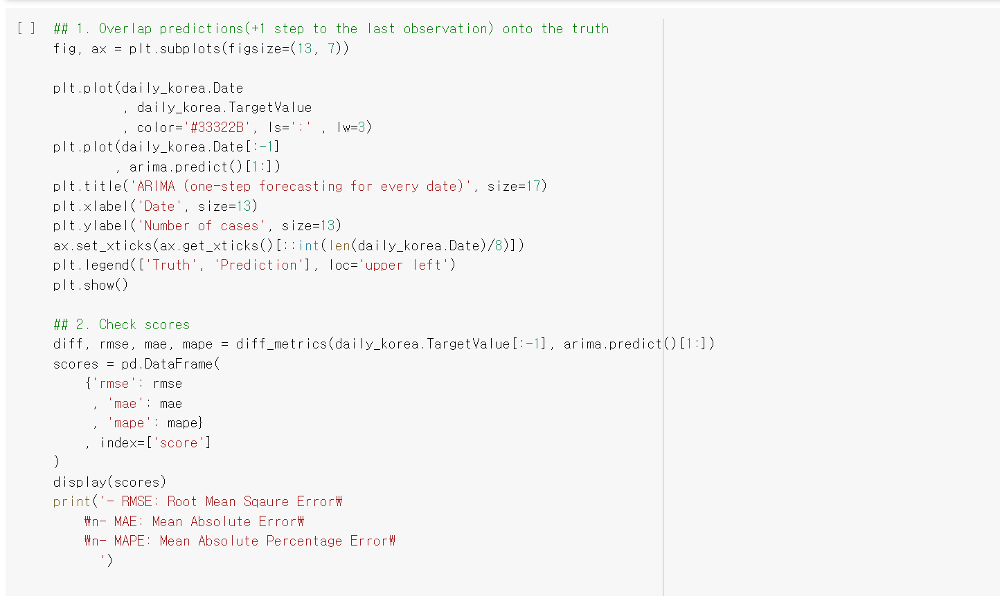 [ ] ## 1. Overlap predictions(+1 step to the last observation) onto the truth
fig, ax = plt.subplots(figsize=(13, 7))
plt.plot(daily_korea.Date
, daily_korea.TargetValue
, color='#33322B', ls=':' , lw=3)
plt.plot(daily_korea.Date[:-1]
, arima.predict()[1:])
plt.title('ARIMA (one-step forecasting for every date)', size=17)
plt.xlabel('Date', size=13)
plt.ylabel('Number of cases', size=13)
ax.set_xticks(ax.get_xticks()[::int(len(daily_korea.Date)/8)])
plt.legend(['Truth', 'Prediction'], loc='upper left')
plt.show()
## 2. Check scores
diff, rmse, mae, mape = diff_metrics(daily_korea.TargetValue[:-1], arima.predict()[1:])
scores = pd.DataFrame(
{'rmse': rmse
, 'mae': mae
, 'mape': mape}
, index=['score']
)
display(scores)
print('- RMSE: Root Mean Sqaure Error₩
₩n- MAE: Mean Absolute Error₩
₩n- MAPE: Mean Absolute Percentage Error₩
')